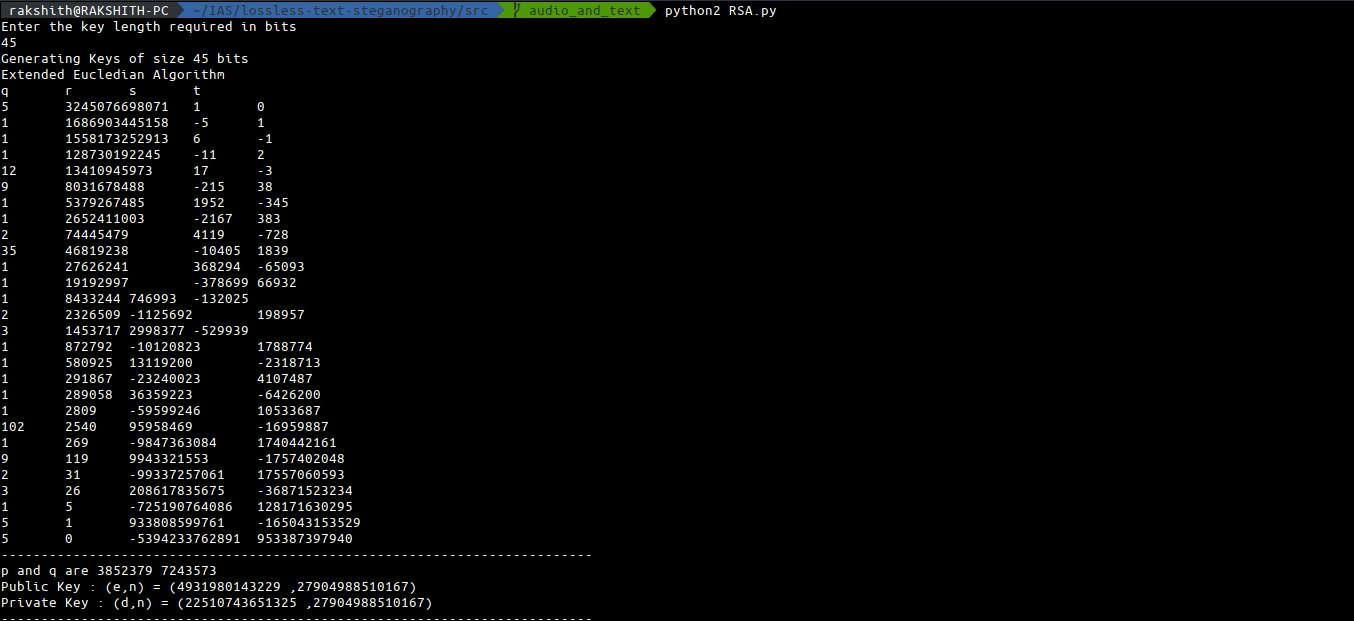 rakshith@RAKSHITH-PC ~/IAS/lossless-text-steganography/src audio_and_text python2 RSA.py
Enter the key length required in bits
45
Generating Keys of size 45 bits
Extended Eucledian Algorithm
q r s t
5 3245076698071 1 0
1 1686903445158 -5 1
1 1558173252913 6 -1
1 128730192245 -11 2
12 13410945973 17 -3
9 8031678488 -215 38
1 5379267485 1952 -345
1 2652411003 -2167 383
2 74445479 4119 -728
35 46819238 -10405 1839
1 27626241 368294 -65093
1 19192997 -378699 66932
1 8433244 746993 -132025
2 2326509 -1125692 198957
3 1453717 2998377 -529939
1 872792 -10120823 1788774
1 580925 13119200 -2318713
1 291867 -23240023 4107487
1 289058 36359223 -6426200
1 2809 -59599246 10533687
102 2540 95958469 -16959887
1 269 -9847363084 1740442161
9 119 9943321553 -1757402048
2 31 -99337257061 17557060593
3 26 208617835675 -36871523234
1 5 -725190764086 128171630295
5 1 933808599761 -165043153529
5 0 -5394233762891 953387397940
--------------------------------------------------------------------------
p and q are 3852379 7243573
Public Key : (e,n) = (4931980143229 ,27904988510167)
Private Key : (d,n) = (22510743651325 ,27904988510167)
--------------------------------------------------------------------------